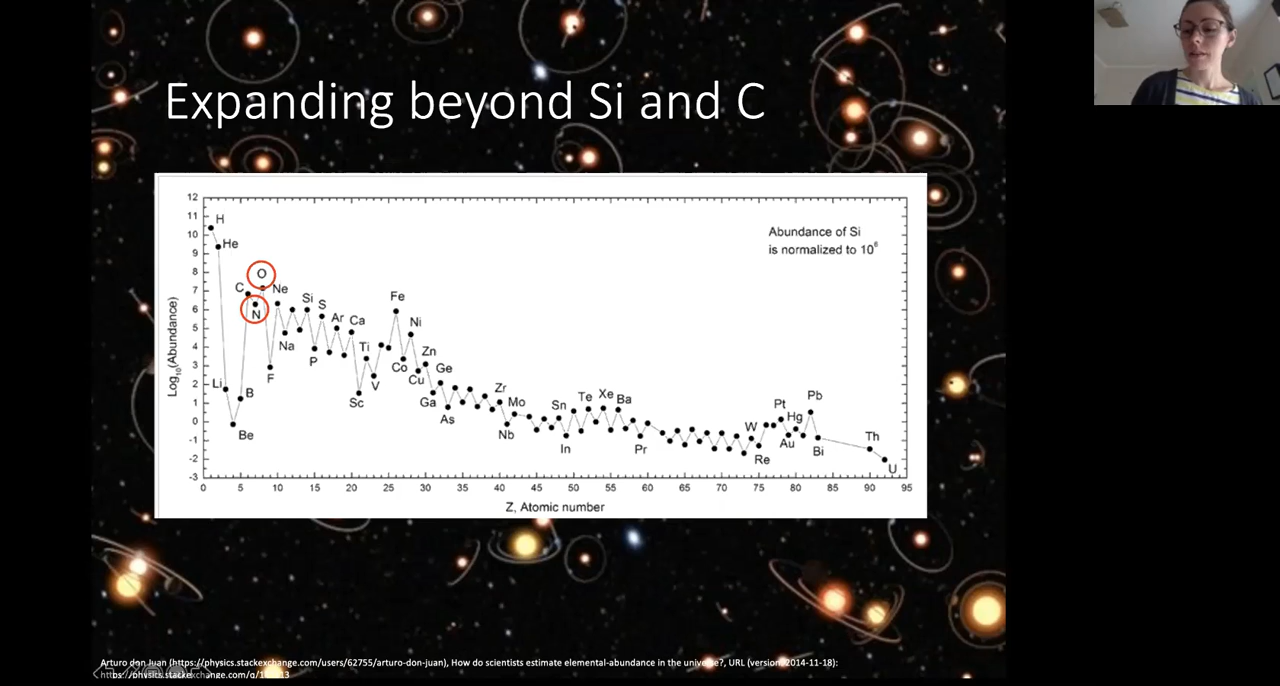 Expanding beyond Si and C
Abundance of Si
is normalized to 10⁶
Log₁₀(Abundance)
12
11
10
9
8
7
6
5
4
3
2
1
0
-1
-2
-3
H
He
Li
Be
B
C
N
O
F
Ne
Na
Si
P
S
Ar
Ca
Sc
Ti
V
Fe
Co
Ni
Cu
Zn
Ga
Ge
As
Zr
Nb
Mo
In
Sn
Te
Xe
Ba
Pr
W
Re
Pt
Au
Hg
Pb
Bi
Th
U
0 5 10 15 20 25 30 35 40 45 50 55 60 65 70 75 80 85 90 95
Z, Atomic number
Arturo don Juan (https://physics.stackexchange.com/users/62755/arturo-don-juan), How do scientists estimate elemental-abundance in the universe?, URL (version: 2014-11-18):
https://physics.stackexchange.com/q/